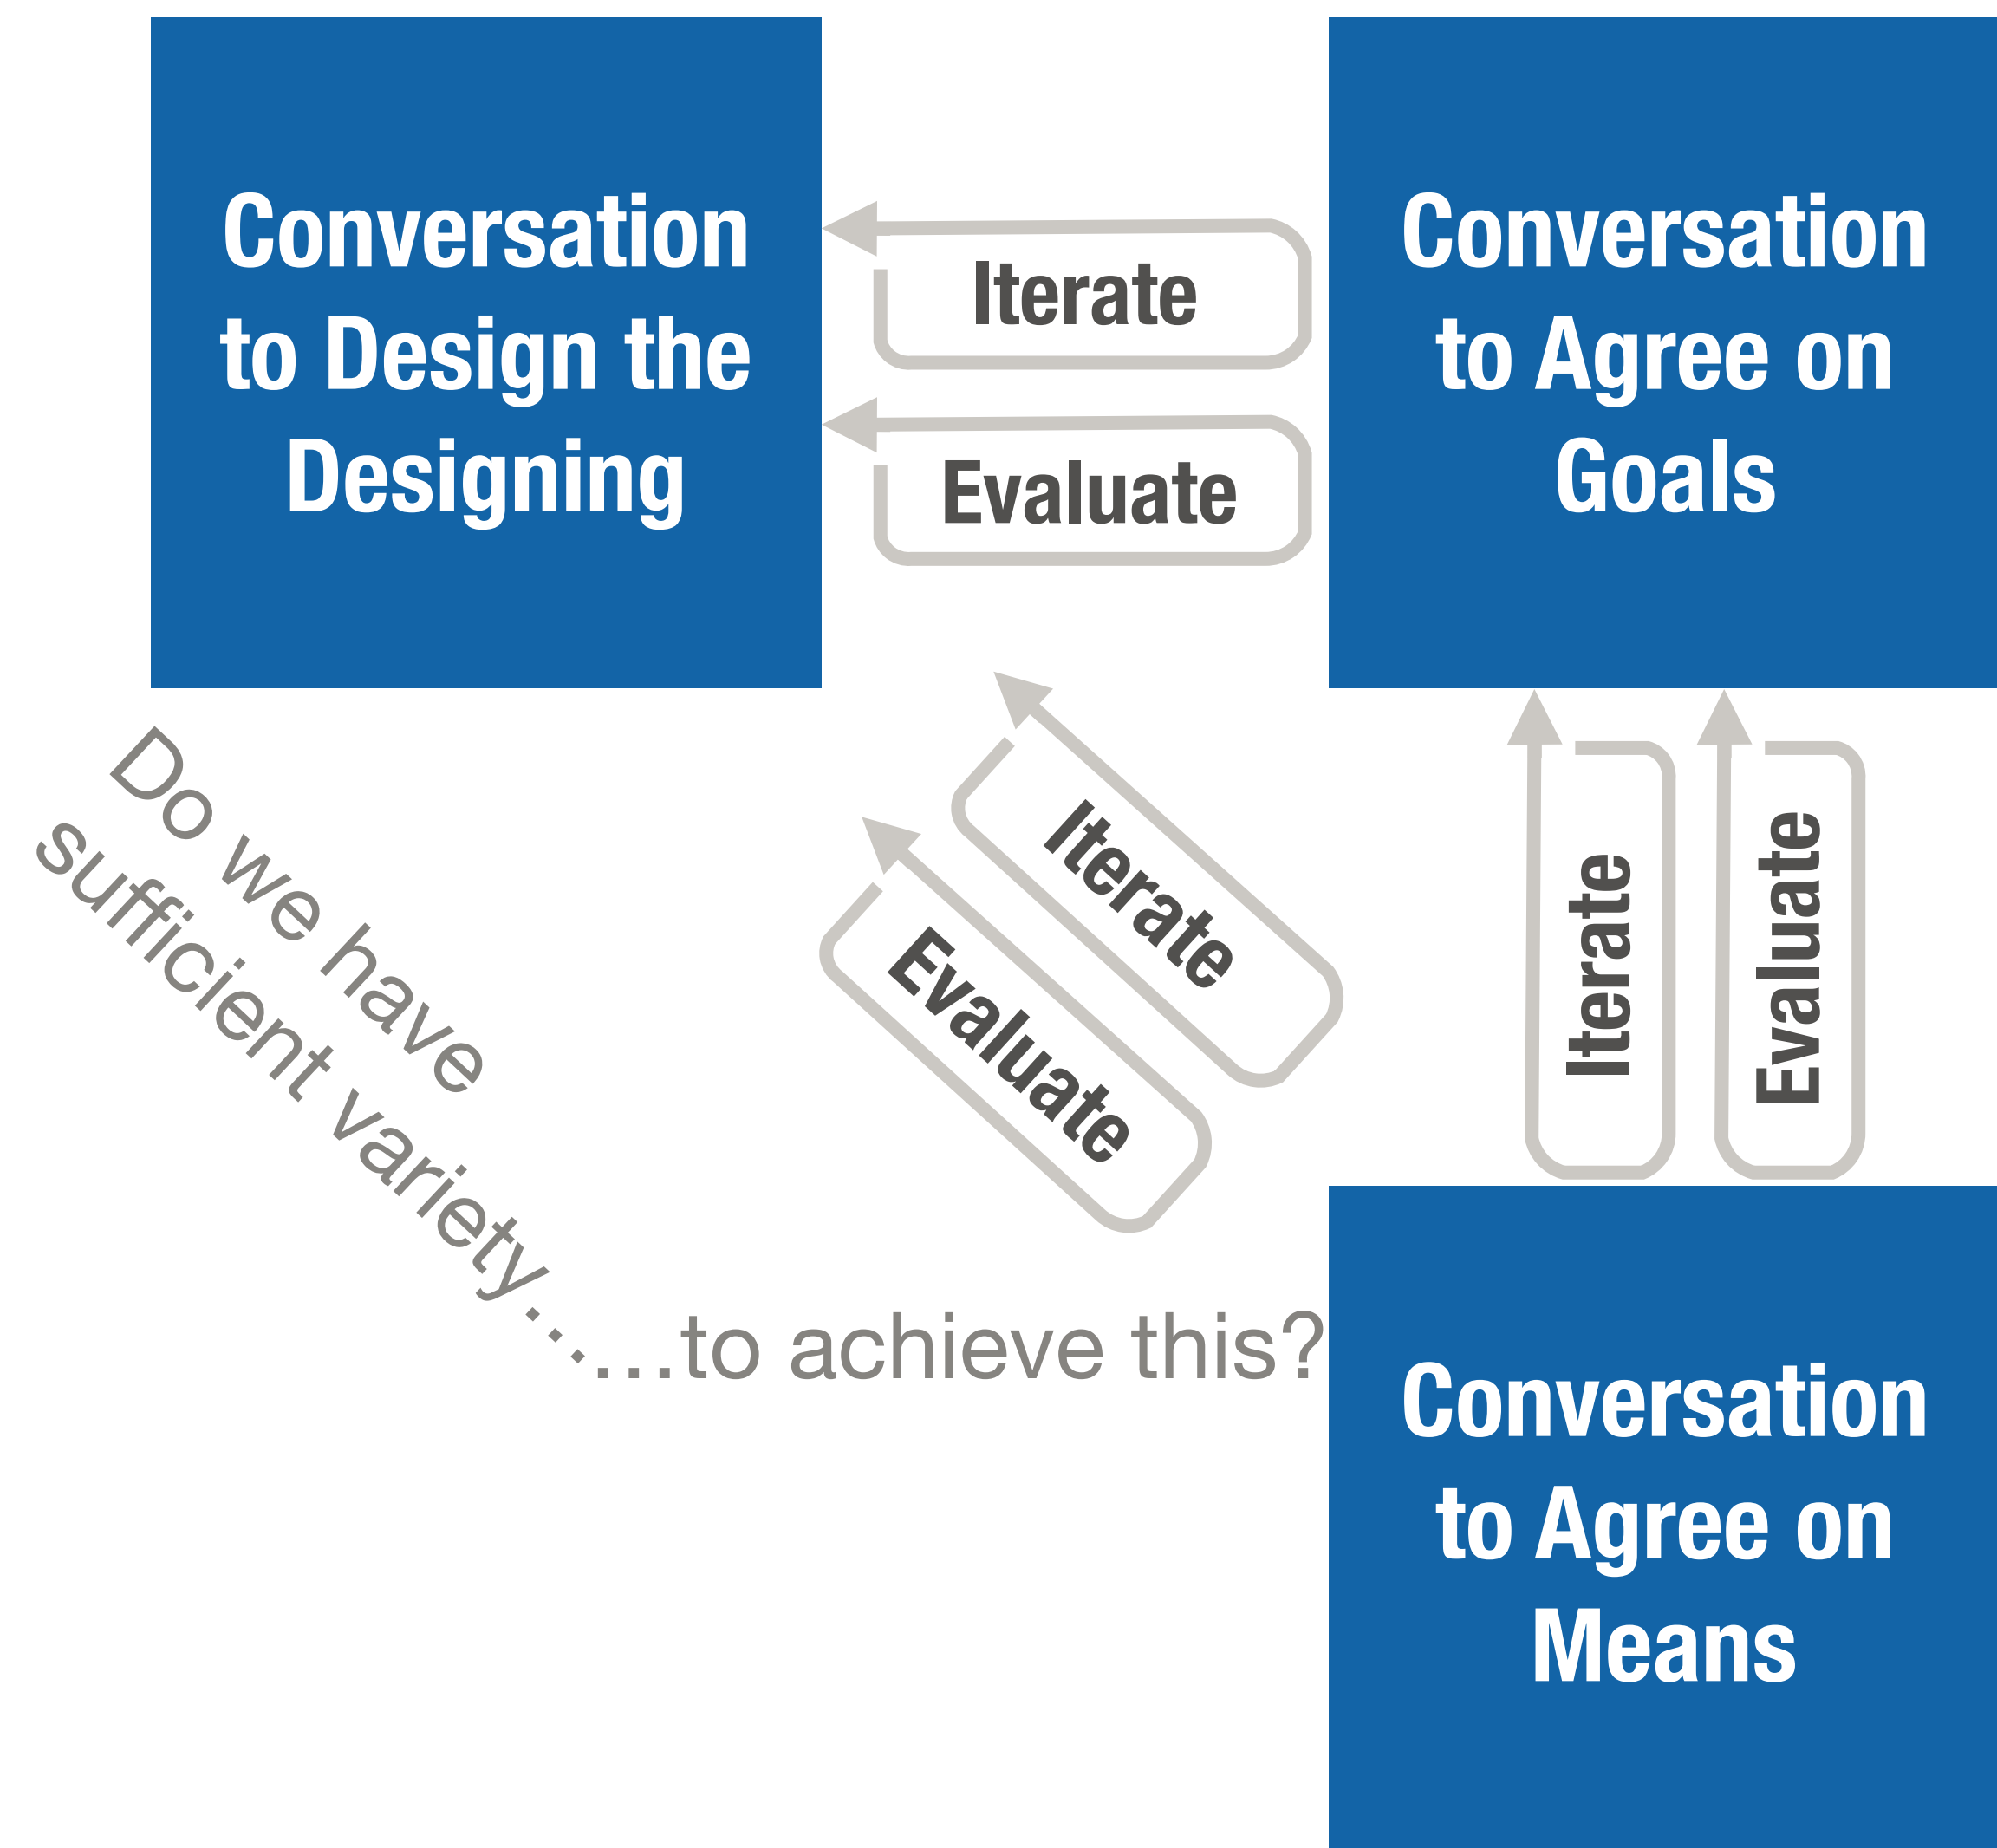 Conversation
to Design the
Designing
Iterate
Evaluate
Conversation
to Agree on
Goals
Iterate
Evaluate
Iterate
Evaluate
Do we have
sufficient variety... ...to achieve this?
Conversation
to Agree on
Means